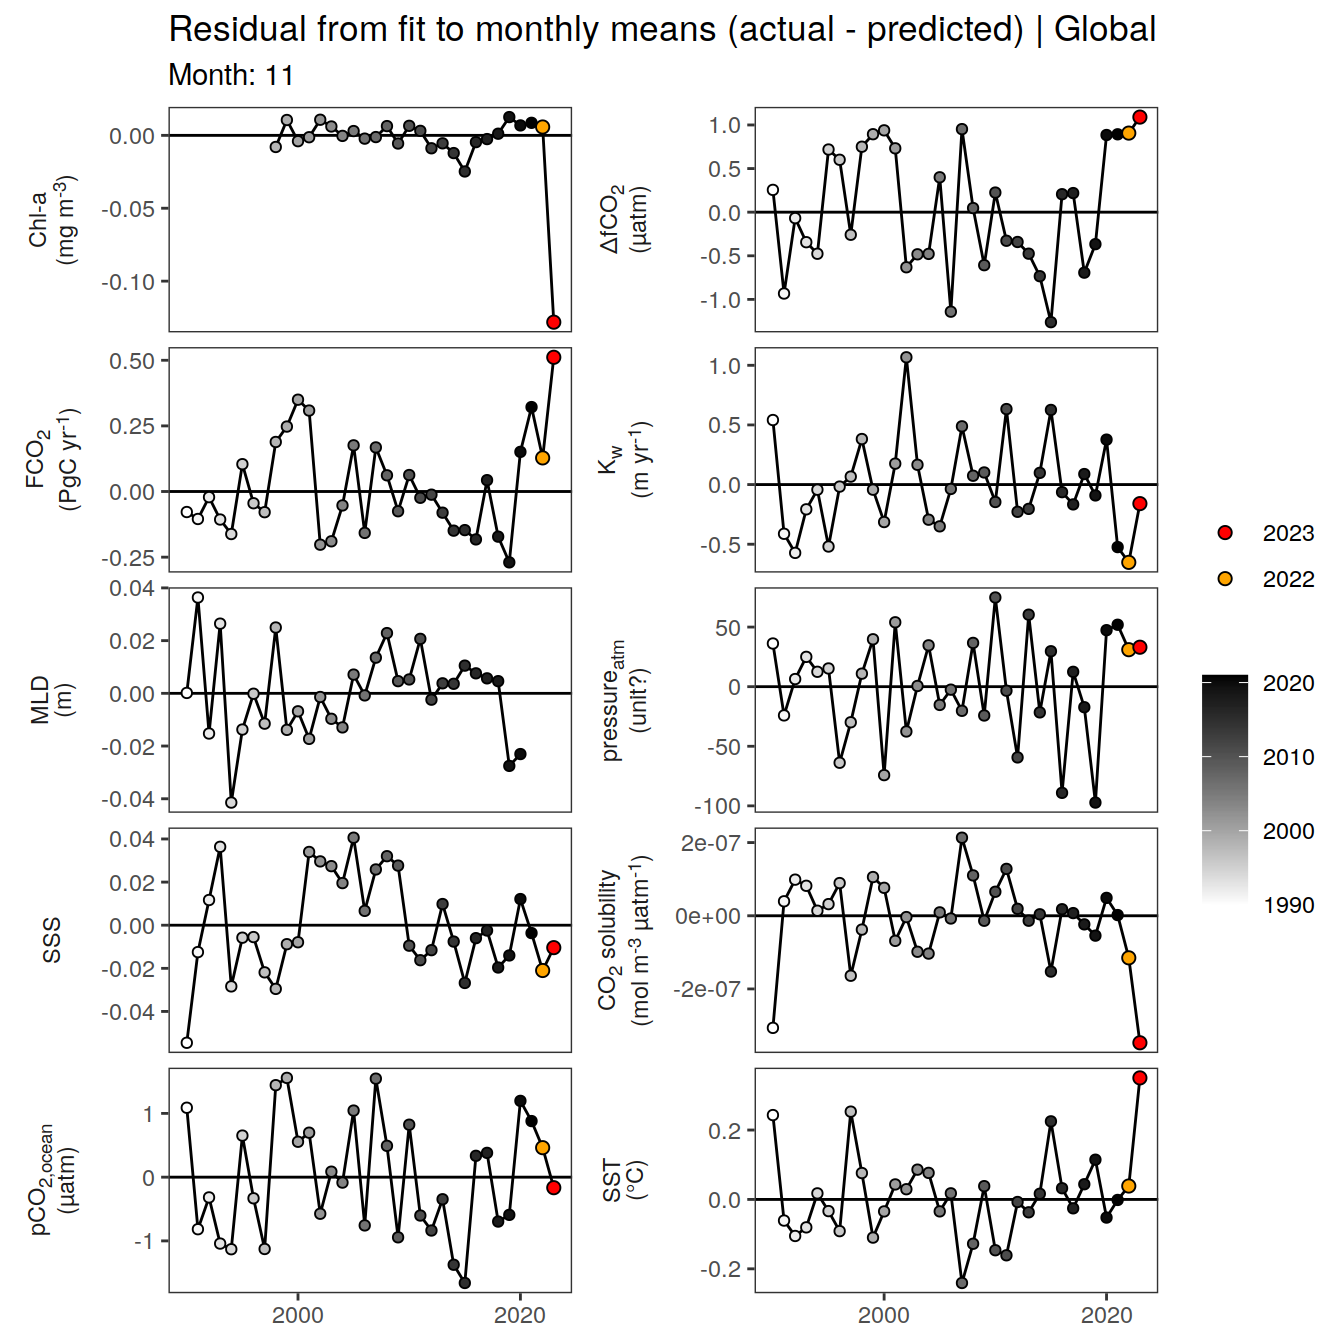 Residual from fit to monthly means (actual - predicted) | Global
Month: 11
Chl-a
(mg m-3)
0.00
-0.05
-0.10
ΔfCO2
(µatm)
1.0
0.5
0.0
-0.5
-1.0
FCO2
(PgC yr-1)
0.50
0.25
0.00
-0.25
Kw
(m yr-1)
1.0
0.5
0.0
-0.5
MLD
(m)
0.04
0.02
0.00
-0.02
-0.04
pressureatm
(unit?)
50
0
-50
-100
SSS
0.04
0.02
0.00
-0.02
-0.04
CO2 solubility
(mol m-3 µatm-1)
2e-07
0e+00
-2e-07
pCO2,ocean
(µatm)
1
0
-1
SST
(°C)
0.2
0.0
-0.2
2000
2020
2000
2020
2023
2022
2020
2010
2000
1990